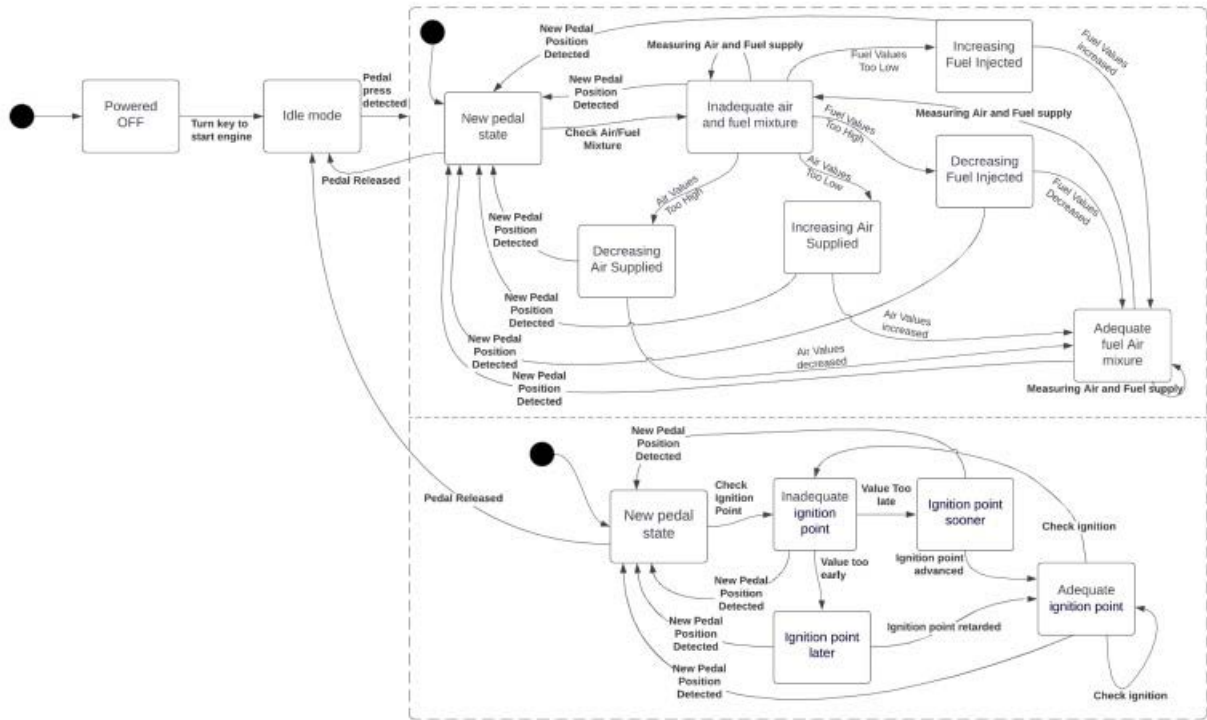 Powered
OFF
Turn key to
start engine
Idle mode
Pedal
press
detected
Pedal Released
New Pedal
Position
Detected
New pedal
state
New Pedal
Position
Detected
Check Air/Fuel
Mixture
Measuring Air and Fuel supply
Inadequate air
and fuel mixture
Fuel Values
Too Low
Increasing
Fuel Injected
Fuel Values
Increased
Measuring Air and Fuel supply
Fuel Values
Too High
Decreasing
Fuel Injected
Fuel Values
Decreased
Air Values
Too High
Air Values
Too Low
New Pedal
Position
Detected
Decreasing
Air Supplied
Increasing Air
Supplied
New Pedal
Position
Detected
Air Values
increased
New Pedal
Position
Detected
Air Values
decreased
New Pedal
Position
Detected
Adequate
fuel Air
mixure
Measuring Air and Fuel supply
New Pedal
Position
Detected
Pedal Released
New pedal
state
Check
Ignition
Point
Inadequate
ignition
point
Value Too
late
Ignition point
sooner
Check ignition
Value too
early
Ignition point
advanced
New Pedal
Position
Detected
Adequate
ignition point
New Pedal
Position
Detected
Ignition point
later
Ignition point retarded
New Pedal
Position
Detected
Check ignition